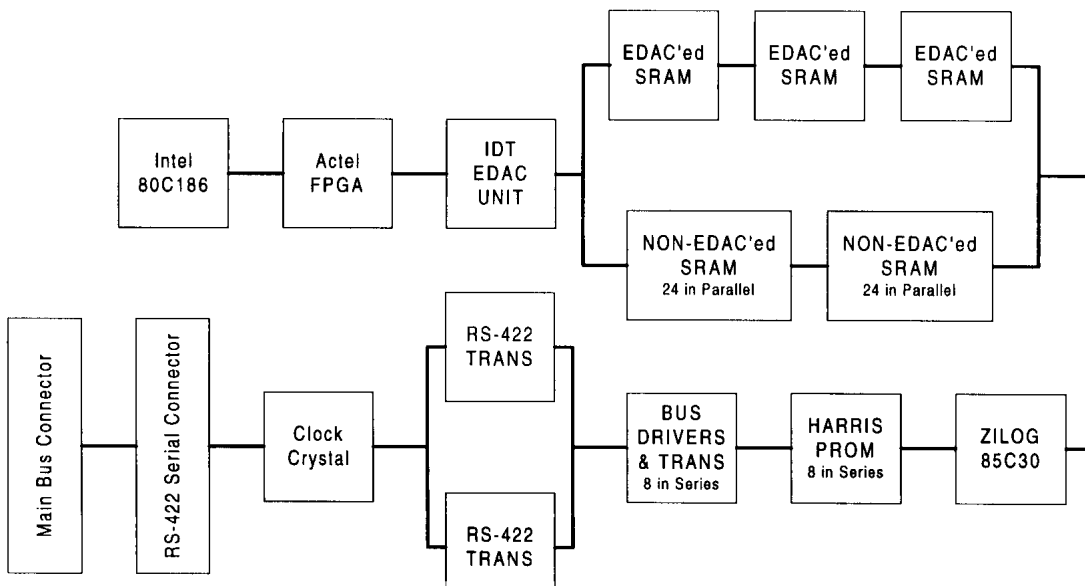 EDAC'ed
SRAM
EDAC'ed
SRAM
EDAC'ed
SRAM
Intel
80C186
Actel
FPGA
IDT
EDAC
UNIT
NON-EDAC'ed
SRAM
24 in Parallel
NON-EDAC'ed
SRAM
24 in Parallel
Main Bus Connector
RS-422 Serial Connector
Clock
Crystal
RS-422
TRANS
RS-422
TRANS
BUS
DRIVERS
& TRANS
8 in Series
HARRIS
PROM
8 in Series
ZILOG
85C30